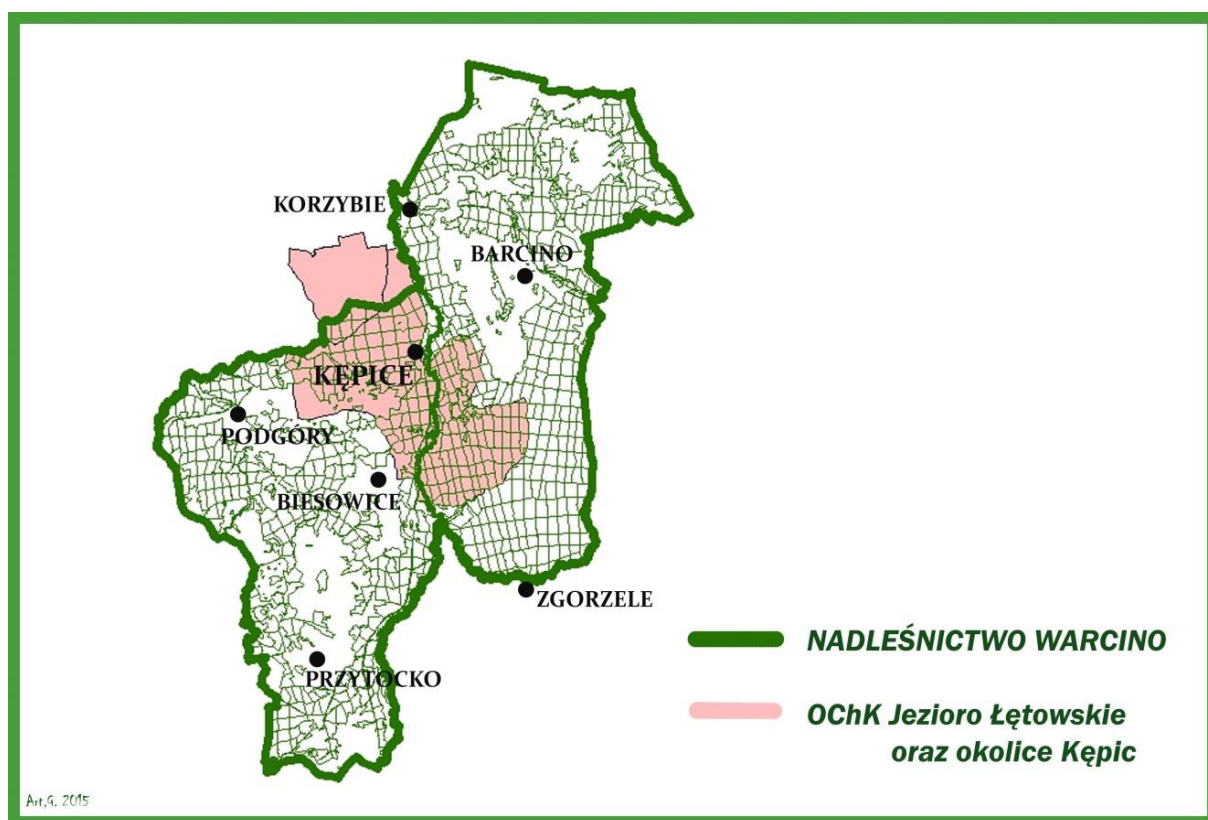 KORZYBIE
BARCINO
KĘPICE
PODGÓRY
BIESOWICE
ZGORZELE
PRZYTOCKO
NADLEŚNICTWO WARCINO
OChK Jezioro Łętowskie
oraz okolice Kępic
Art,G. 2015